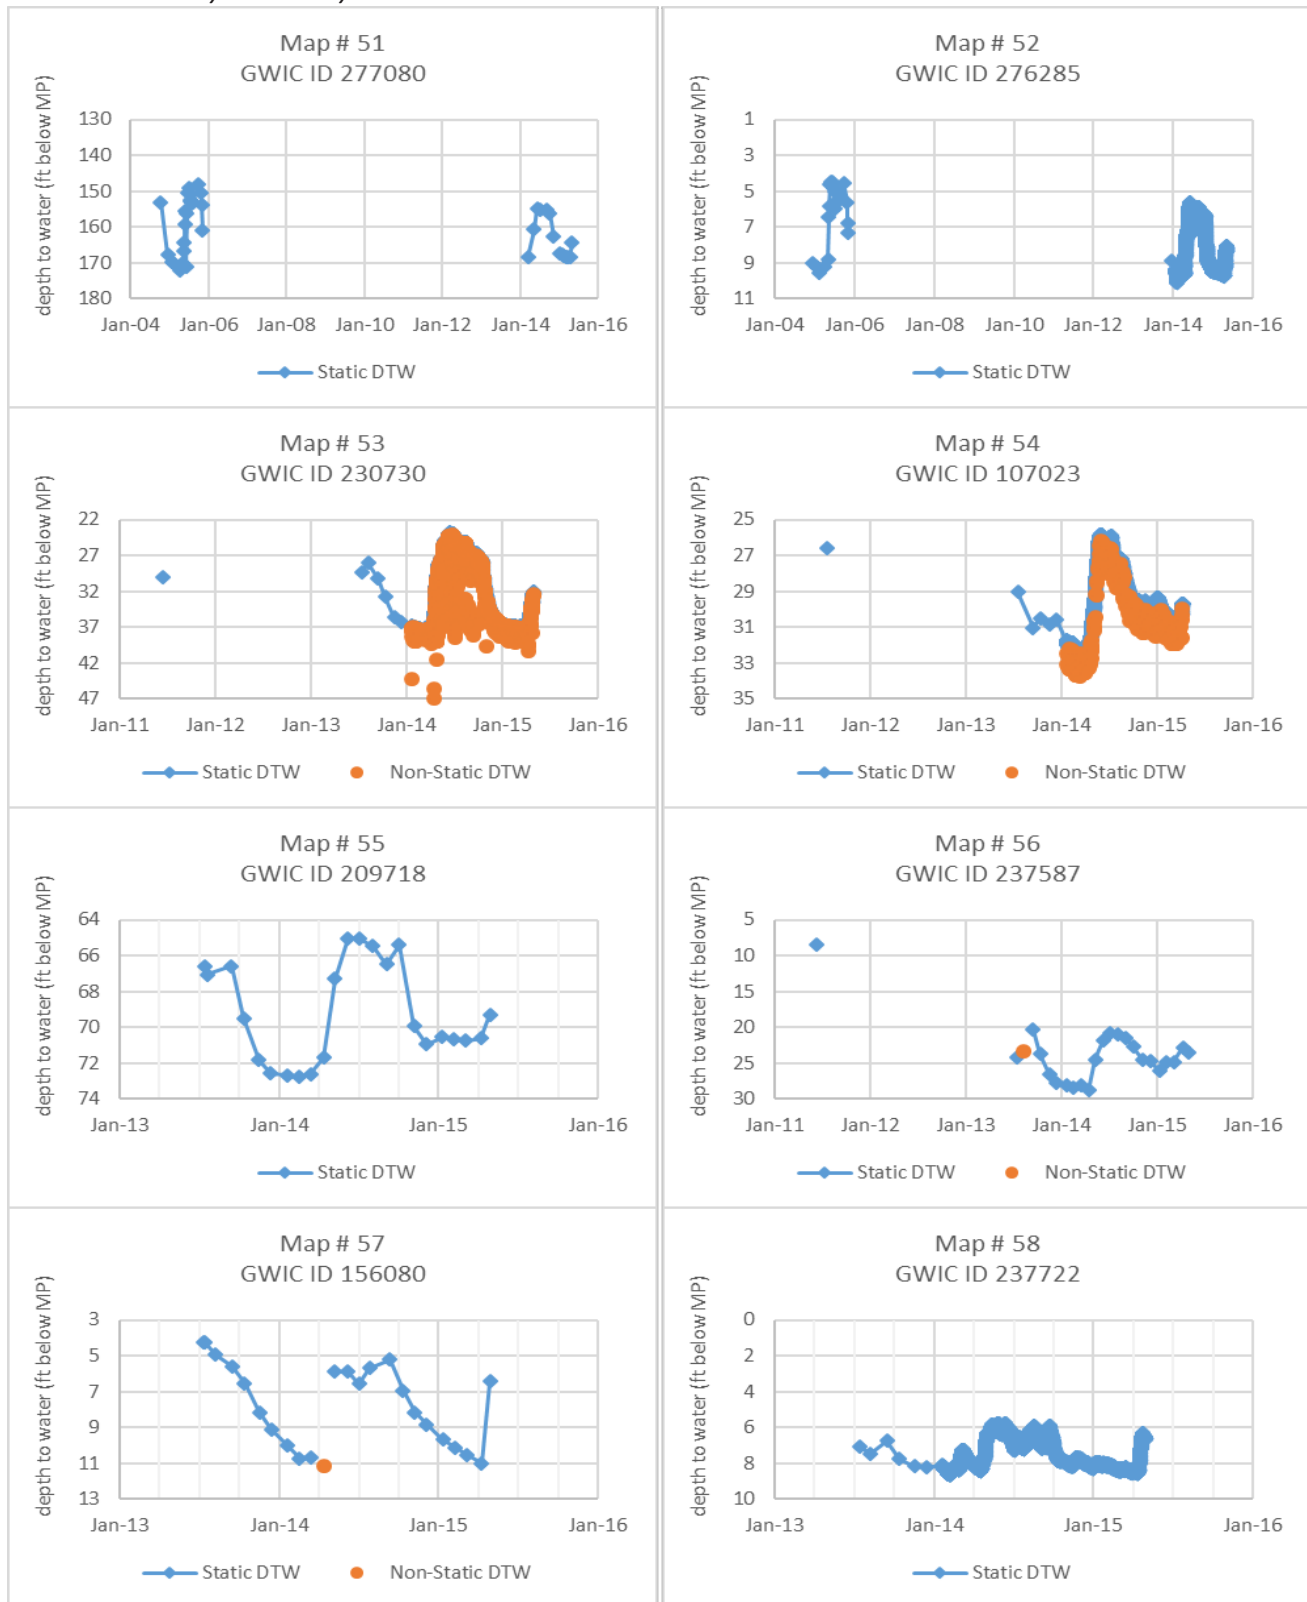 Map # 51
GWIC ID 277080
depth to water (ft below MP)
130
140
150
160
170
180
Jan-04 Jan-06 Jan-08 Jan-10 Jan-12 Jan-14 Jan-16
Static DTW
Map # 52
GWIC ID 276285
depth to water (ft below MP)
1
3
5
7
9
11
Jan-04 Jan-06 Jan-08 Jan-10 Jan-12 Jan-14 Jan-16
Static DTW
Map # 53
GWIC ID 230730
depth to water (ft below MP)
22
27
32
37
42
47
Jan-11 Jan-12 Jan-13 Jan-14 Jan-15 Jan-16
Static DTW Non-Static DTW
Map # 54
GWIC ID 107023
depth to water (ft below MP)
25
27
29
31
33
35
Jan-11 Jan-12 Jan-13 Jan-14 Jan-15 Jan-16
Static DTW Non-Static DTW
Map # 55
GWIC ID 209718
depth to water (ft below MP)
64
66
68
70
72
74
Jan-13 Jan-14 Jan-15 Jan-16
Static DTW
Map # 56
GWIC ID 237587
depth to water (ft below MP)
5
10
15
20
25
30
Jan-11 Jan-12 Jan-13 Jan-14 Jan-15 Jan-16
Static DTW Non-Static DTW
Map # 57
GWIC ID 156080
depth to water (ft below MP)
3
5
7
9
11
13
Jan-13 Jan-14 Jan-15 Jan-16
Static DTW Non-Static DTW
Map # 58
GWIC ID 237722
depth to water (ft below MP)
0
2
4
6
8
10
Jan-13 Jan-14 Jan-15 Jan-16
Static DTW